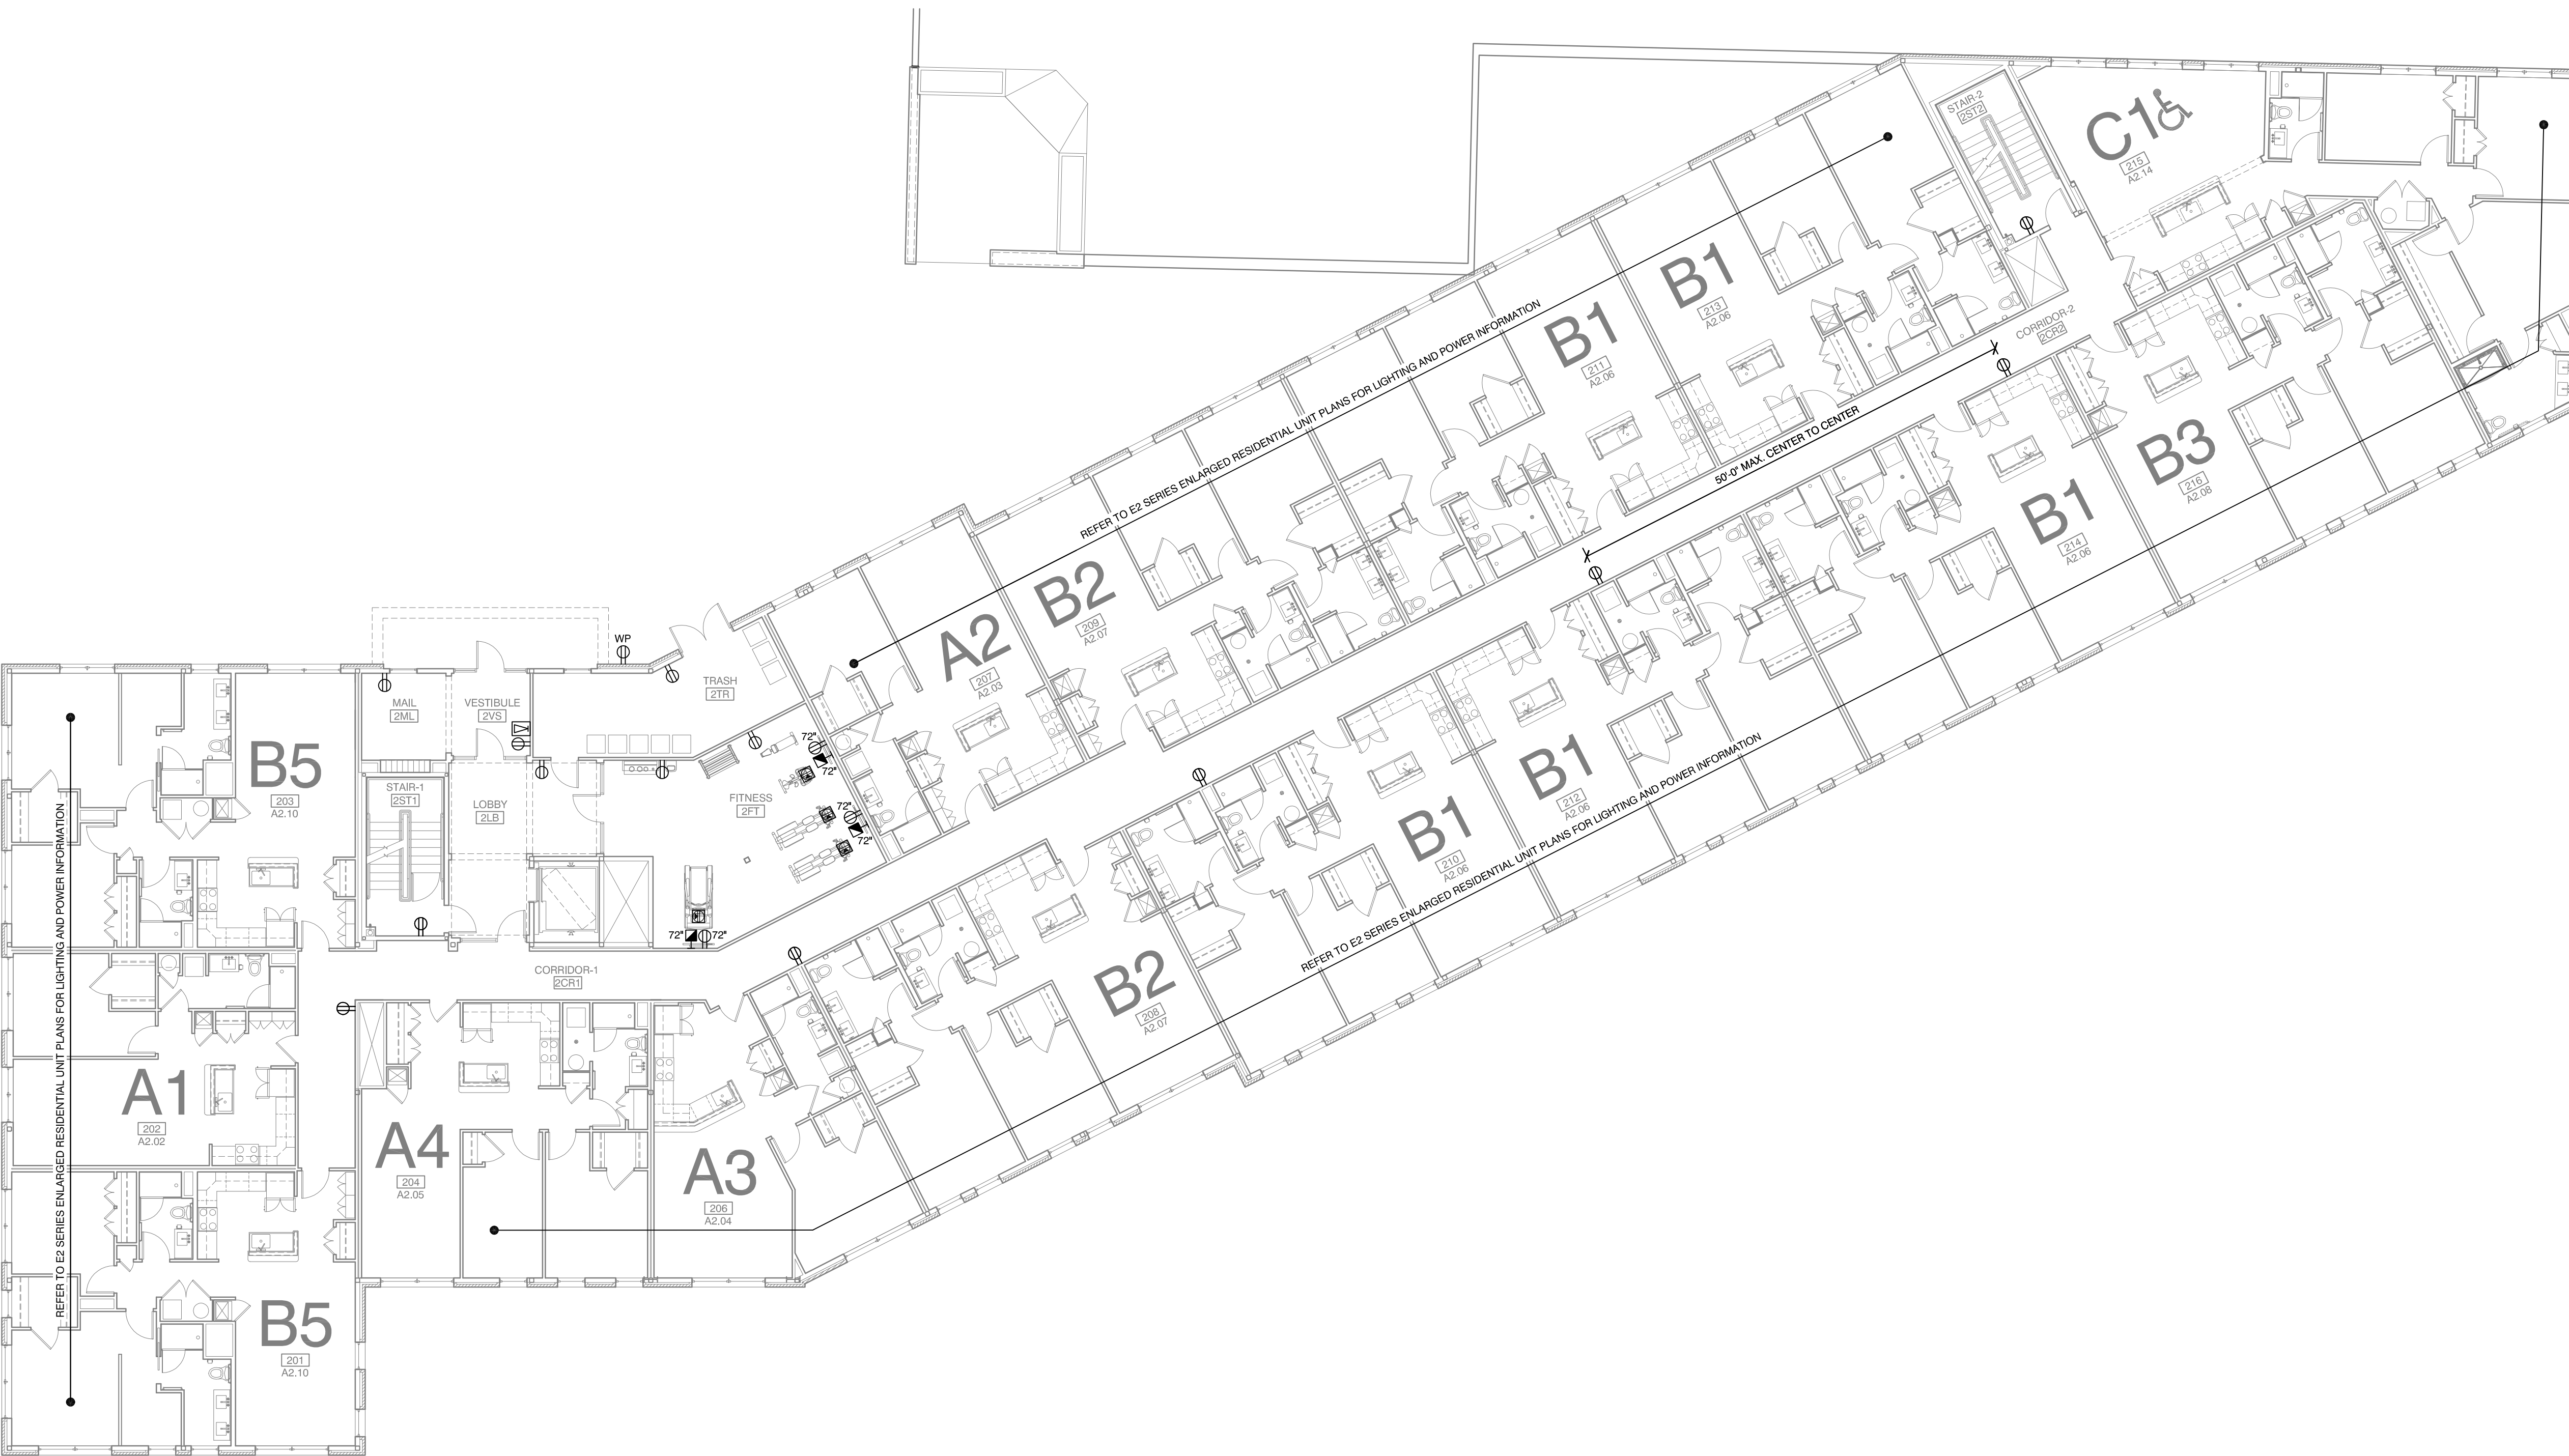 STAIR-2
2ST2
C1
215
A2.14
B1
213
A2.06
B1
211
A2.06
CORRIDOR-2
2CR2
REFER TO E2 SERIES ENLARGED RESIDENTIAL UNIT PLANS FOR LIGHTING AND POWER INFORMATION
50'-0" MAX. CENTER TO CENTER
B3
216
A2.08
B1
214
A2.06
B2
209
A2.07
A2
207
A2.03
WP
TRASH
2TR
MAIL
2ML
VESTIBULE
2VS
B5
203
A2.10
STAIR-1
2ST1
LOBBY
2LB
FITNESS
2FT
72"
72"
72"
72"
72"
72"
B1
212
A2.06
B1
210
A2.06
REFER TO E2 SERIES ENLARGED RESIDENTIAL UNIT PLANS FOR LIGHTING AND POWER INFORMATION
B2
208
A2.07
CORRIDOR-1
2CR1
REFER TO E2 SERIES ENLARGED RESIDENTIAL UNIT PLANS FOR LIGHTING AND POWER INFORMATION
A1
202
A2.02
A4
204
A2.05
A3
206
A2.04
B5
201
A2.10